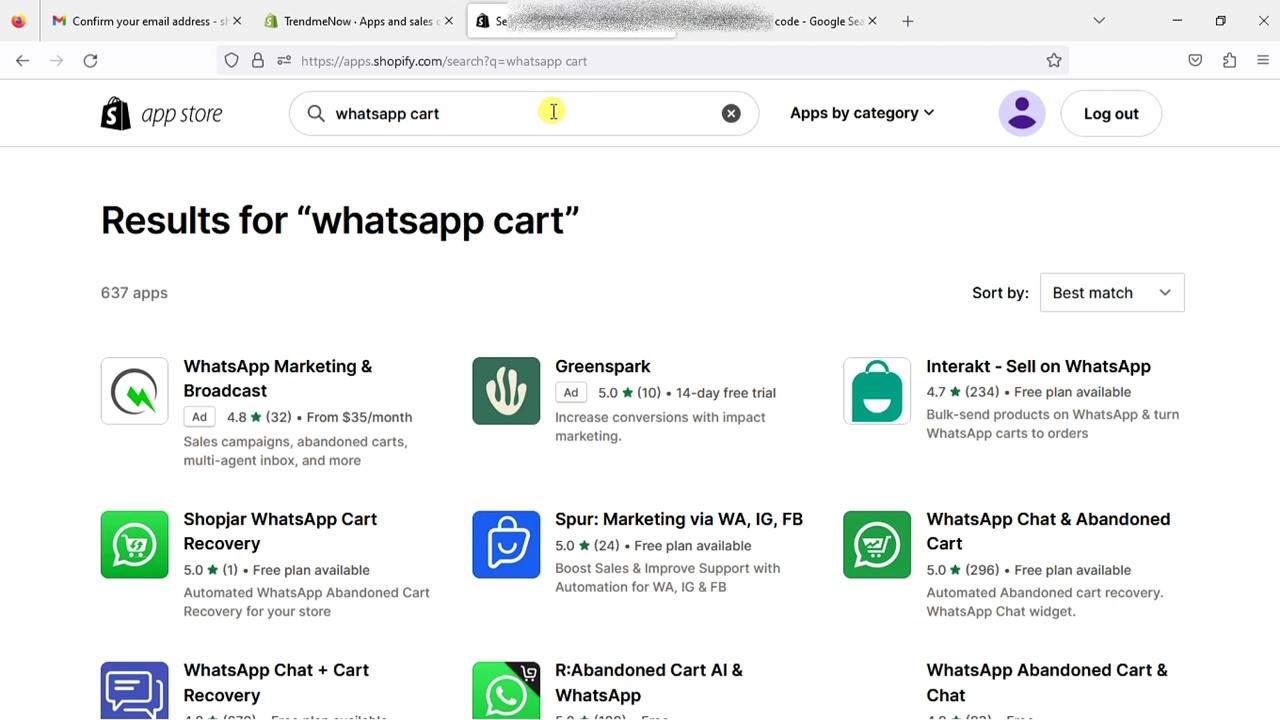 Confirm your email address - sh
TrendmeNow · Apps and sales c
Se
code - Google Sea
https://apps.shopify.com/search?q=whatsapp cart
app store
whatsapp cart
Apps by category
Log out
Results for “whatsapp cart”
637 apps
Sort by:
Best match
WhatsApp Marketing &
Broadcast
Ad 4.8 ★ (32) • From $35/month
Sales campaigns, abandoned carts,
multi-agent inbox, and more
Greenspark
Ad 5.0 ★ (10) • 14-day free trial
Increase conversions with impact
marketing.
Interakt - Sell on WhatsApp
4.7 ★ (234) • Free plan available
Bulk-send products on WhatsApp & turn
WhatsApp carts to orders
Shopjar WhatsApp Cart
Recovery
5.0 ★ (1) • Free plan available
Automated WhatsApp Abandoned Cart
Recovery for your store
Spur: Marketing via WA, IG, FB
5.0 ★ (24) • Free plan available
Boost Sales & Improve Support with
Automation for WA, IG & FB
WhatsApp Chat & Abandoned
Cart
5.0 ★ (296) • Free plan available
Automated Abandoned cart recovery.
WhatsApp Chat widget.
WhatsApp Chat + Cart
Recovery
R:Abandoned Cart AI &
WhatsApp
WhatsApp Abandoned Cart &
Chat